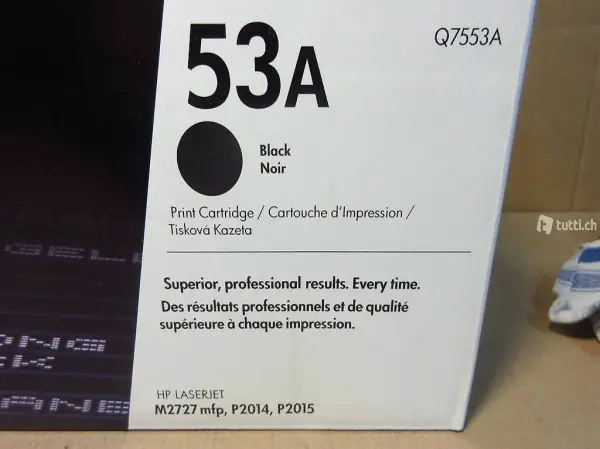 53A
Q7553A
Black
Noir
Print Cartridge / Cartouche d'Impression /
Tisková Kazeta
tutti.ch
Superior, professional results. Every time.
Des résultats professionnels et de qualité
supérieure à chaque impression.
HP LASERJET
M2727 mfp, P2014, P2015